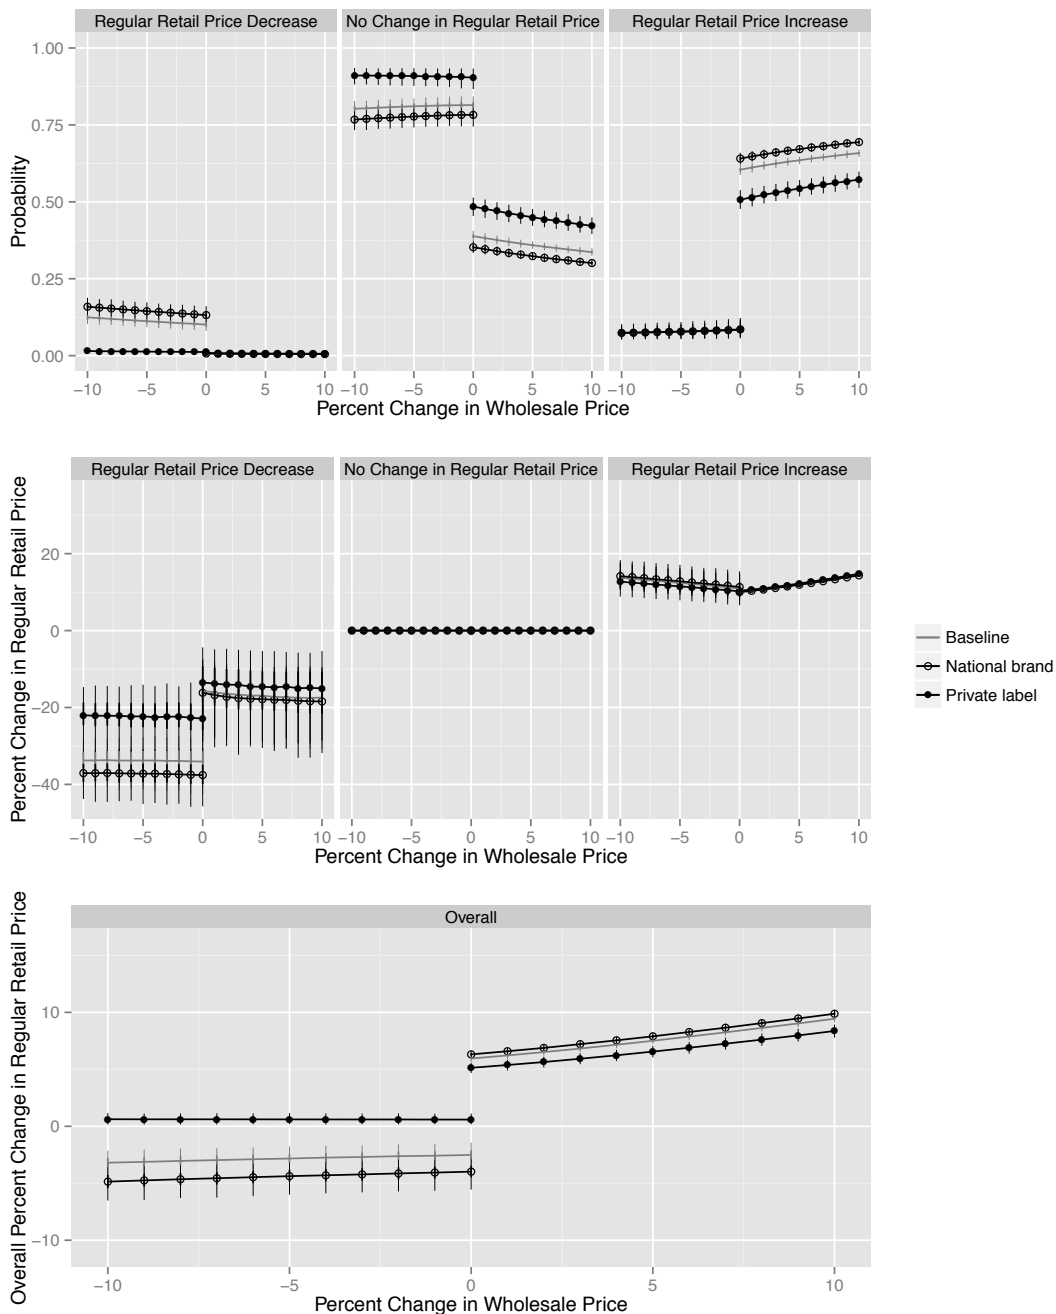 Regular Retail Price Decrease No Change in Regular Retail Price Regular Retail Price Increase
Probability
1.00
0.75
0.50
0.25
0.00
−10 −5 0 5 10 −10 −5 0 5 10 −10 −5 0 5 10
Percent Change in Wholesale Price
Regular Retail Price Decrease No Change in Regular Retail Price Regular Retail Price Increase
Percent Change in Regular Retail Price
20
0
−20
−40
−10 −5 0 5 10 −10 −5 0 5 10 −10 −5 0 5 10
Percent Change in Wholesale Price
Baseline
National brand
Private label
Overall
Overall Percent Change in Regular Retail Price
10
0
−10
−10 −5 0 5 10
Percent Change in Wholesale Price